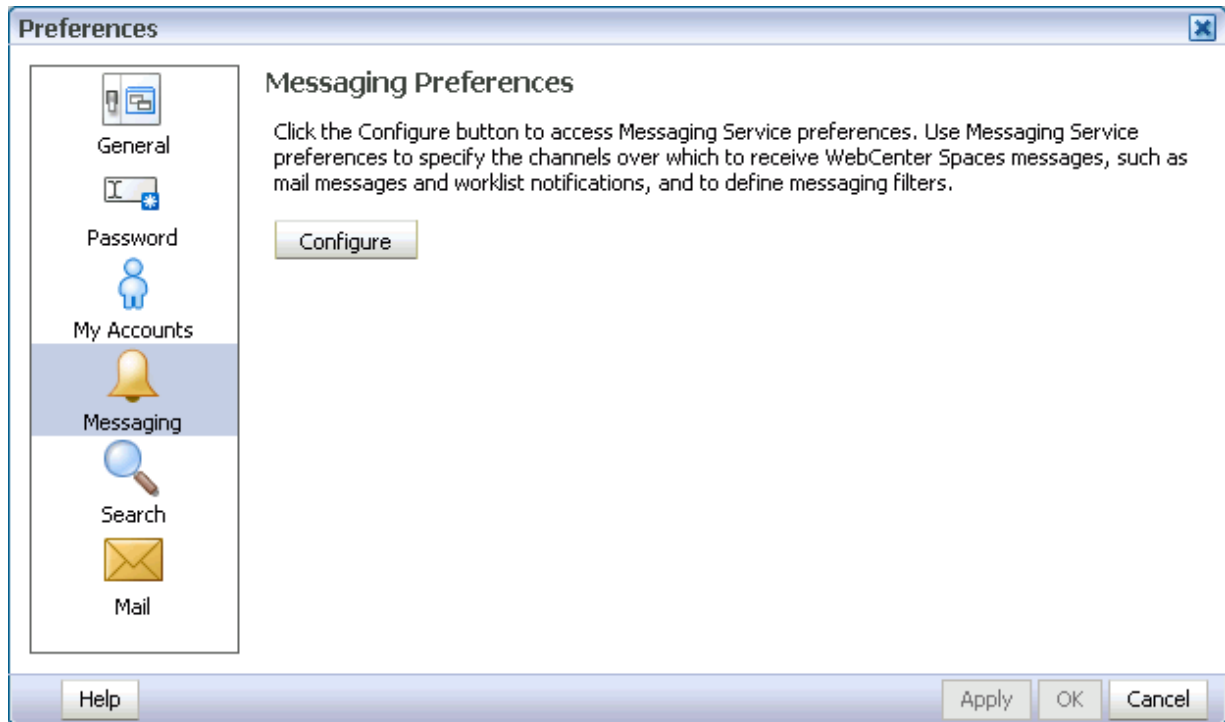 Preferences
General
Password
My Accounts
Messaging
Search
Mail
Messaging Preferences
Click the Configure button to access Messaging Service preferences. Use Messaging Service
preferences to specify the channels over which to receive WebCenter Spaces messages, such as
mail messages and worklist notifications, and to define messaging filters.
Configure
Help
Apply
OK
Cancel